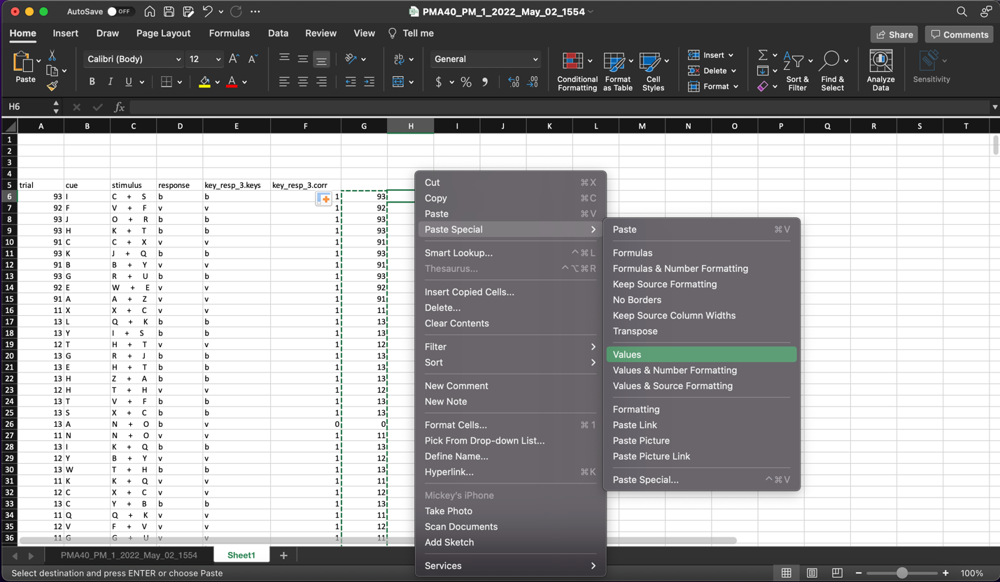 AutoSave OFF PMA40_PM_1_2022_May_02_1554
Home Insert Draw Page Layout Formulas Data Review View Tell me Share Comments
Paste Calibri (Body) 12 A A General Conditional Formatting Format as Table Cell Styles Insert Delete Format Sort & Filter Find & Select Analyze Data Sensitivity
B I U A $ % ,
H6 fx
A B C D E F G H I J K L M N O P Q R S T
1
2
3
4
5 trial cue stimulus response key_resp_3.keys key_resp_3.corr
6 93 I C + S b b 1 93
7 92 F V + F v v 1 92
8 93 J O + R b b 1 93
9 93 H K + T b b 1 93
10 91 C C + X v v 1 91
11 93 K J + Q b b 1 93
12 91 B B + Y v v 1 91
13 93 G R + U b b 1 93
14 92 E W + E v v 1 92
15 91 A A + Z v v 1 91
16 11 X X + C v v 1 11
17 13 L Q + K b b 1 13
18 13 Y I + S b b 1 13
19 12 T H + T v v 1 12
20 13 G R + J b b 1 13
21 13 E H + T b b 1 13
22 13 H Z + A b b 1 13
23 12 H T + H v v 1 12
24 13 T V + F b b 1 13
25 13 S X + C b b 1 13
26 13 A N + O b v 0 0
27 11 N N + O v v 1 11
28 13 I K + Q b b 1 13
29 12 Y B + Y v v 1 12
30 13 W T + H b b 1 13
31 11 K K + Q v v 1 11
32 12 C X + C v v 1 12
33 13 C Y + B b b 1 13
34 11 Q Q + K v v 1 11
35 12 V F + V v v 1 12
36 11 G G + U v v 1 11
Cut ⌘X
Copy ⌘C
Paste ⌘V
Paste Special
Smart Lookup... ^⌘L
Thesaurus... ^⌥⌘R
Insert Copied Cells...
Delete...
Clear Contents
Filter
Sort
New Comment
New Note
Format Cells... ⌘1
Pick From Drop-down List...
Define Name...
Hyperlink... ⌘K
Mickey's iPhone
Take Photo
Scan Documents
Add Sketch
Services
Paste ⌘V
Formulas
Formulas & Number Formatting
Keep Source Formatting
No Borders
Keep Source Column Widths
Transpose
Values
Values & Number Formatting
Values & Source Formatting
Formatting
Paste Link
Paste Picture
Paste Picture Link
Paste Special... ^⌘V
PMA40_PM_1_2022_May_02_1554 Sheet1 +
Select destination and press ENTER or choose Paste − + 100%